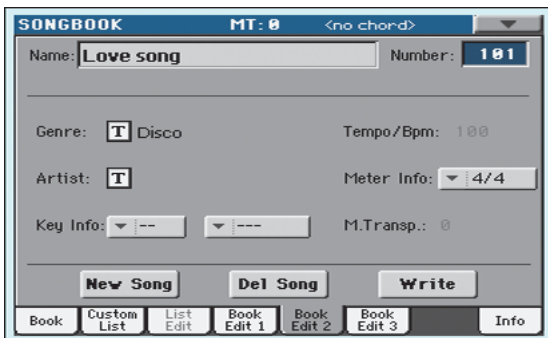 SONGBOOK MT: 0 <no chord>
Name: Love song Number: 101
Genre: T Disco Tempo/Bpm: 100
Artist: T Meter Info: 4/4
Key Info: -- --- M.Transp.: 0
New Song Del Song Write
Book Custom List List Edit Book Edit 1 Book Edit 2 Book Edit 3 Info